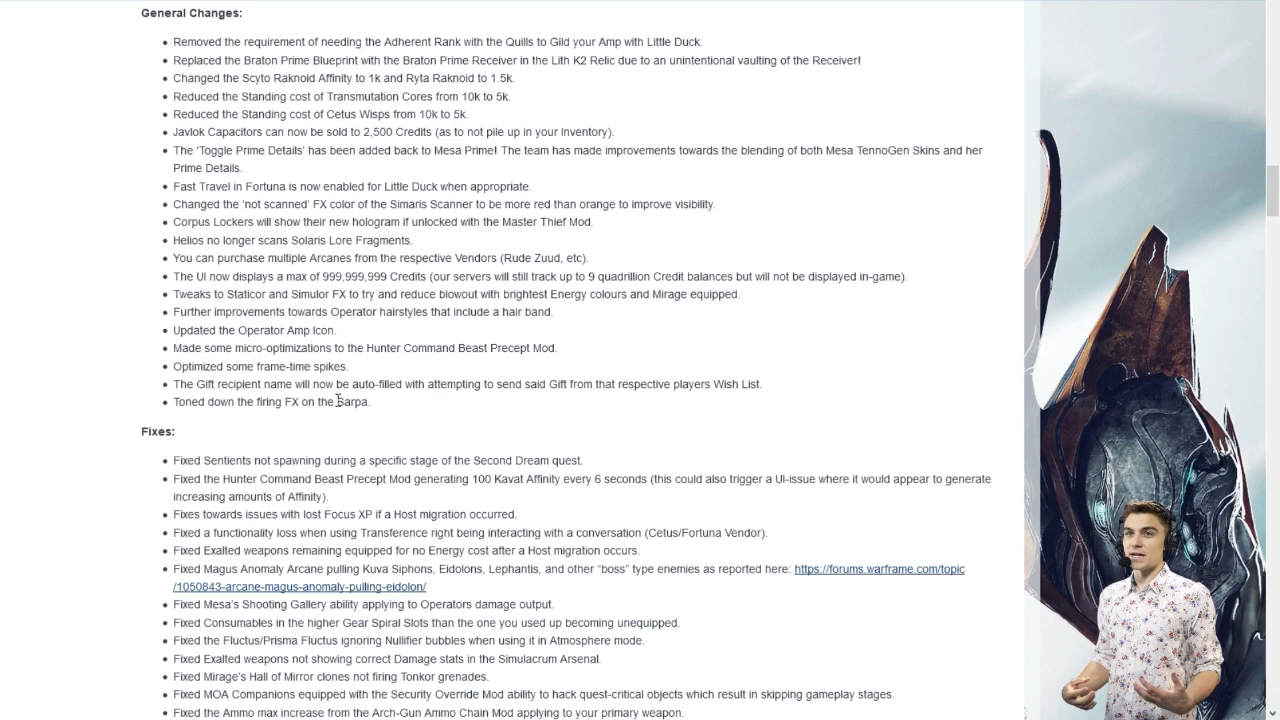 General Changes:
• Removed the requirement of needing the Adherent Rank with the Quills to Gild your Amp with Little Duck.
• Replaced the Braton Prime Blueprint with the Braton Prime Receiver in the Lith K2 Relic due to an unintentional vaulting of the Receiver!
• Changed the Scyto Raknoid Affinity to 1k and Ryta Raknoid to 1.5k.
• Reduced the Standing cost of Transmutation Cores from 10k to 5k.
• Reduced the Standing cost of Cetus Wisps from 10k to 5k.
• Javlok Capacitors can now be sold to 2,500 Credits (as to not pile up in your Inventory).
• The ‘Toggle Prime Details’ has been added back to Mesa Prime! The team has made improvements towards the blending of both Mesa TennoGen Skins and her
Prime Details.
• Fast Travel in Fortuna is now enabled for Little Duck when appropriate.
• Changed the ‘not scanned’ FX color of the Simaris Scanner to be more red than orange to improve visibility.
• Corpus Lockers will show their new hologram if unlocked with the Master Thief Mod.
• Helios no longer scans Solaris Lore Fragments.
• You can purchase multiple Arcanes from the respective Vendors (Rude Zuud, etc).
• The UI now displays a max of 999,999,999 Credits (our servers will still track up to 9 quadrillion Credit balances but will not be displayed in-game).
• Tweaks to Staticor and Simulor FX to try and reduce blowout with brightest Energy colours and Mirage equipped.
• Further improvements towards Operator hairstyles that include a hair band.
• Updated the Operator Amp Icon.
• Made some micro-optimizations to the Hunter Command Beast Precept Mod.
• Optimized some frame-time spikes.
• The Gift recipient name will now be auto-filled with attempting to send said Gift from that respective players Wish List.
• Toned down the firing FX on the Sarpa.
Fixes:
• Fixed Sentients not spawning during a specific stage of the Second Dream quest.
• Fixed the Hunter Command Beast Precept Mod generating 100 Kavat Affinity every 6 seconds (this could also trigger a UI-issue where it would appear to generate
increasing amounts of Affinity).
• Fixes towards issues with lost Focus XP if a Host migration occurred.
• Fixed a functionality loss when using Transference right being interacting with a conversation (Cetus/Fortuna Vendor).
• Fixed Exalted weapons remaining equipped for no Energy cost after a Host migration occurs.
• Fixed Magus Anomaly Arcane pulling Kuva Siphons, Eidolons, Lephantis, and other “boss” type enemies as reported here: https://forums.warframe.com/topic
/1050843-arcane-magus-anomaly-pulling-eidolon/
• Fixed Mesa’s Shooting Gallery ability applying to Operators damage output.
• Fixed Consumables in the higher Gear Spiral Slots than the one you used up becoming unequipped.
• Fixed the Fluctus/Prisma Fluctus ignoring Nullifier bubbles when using it in Atmosphere mode.
• Fixed Exalted weapons not showing correct Damage stats in the Simulacrum Arsenal.
• Fixed Mirage’s Hall of Mirror clones not firing Tonkor grenades.
• Fixed MOA Companions equipped with the Security Override Mod ability to hack quest-critical objects which result in skipping gameplay stages.
• Fixed the Ammo max increase from the Arch-Gun Ammo Chain Mod applying to your primary weapon.